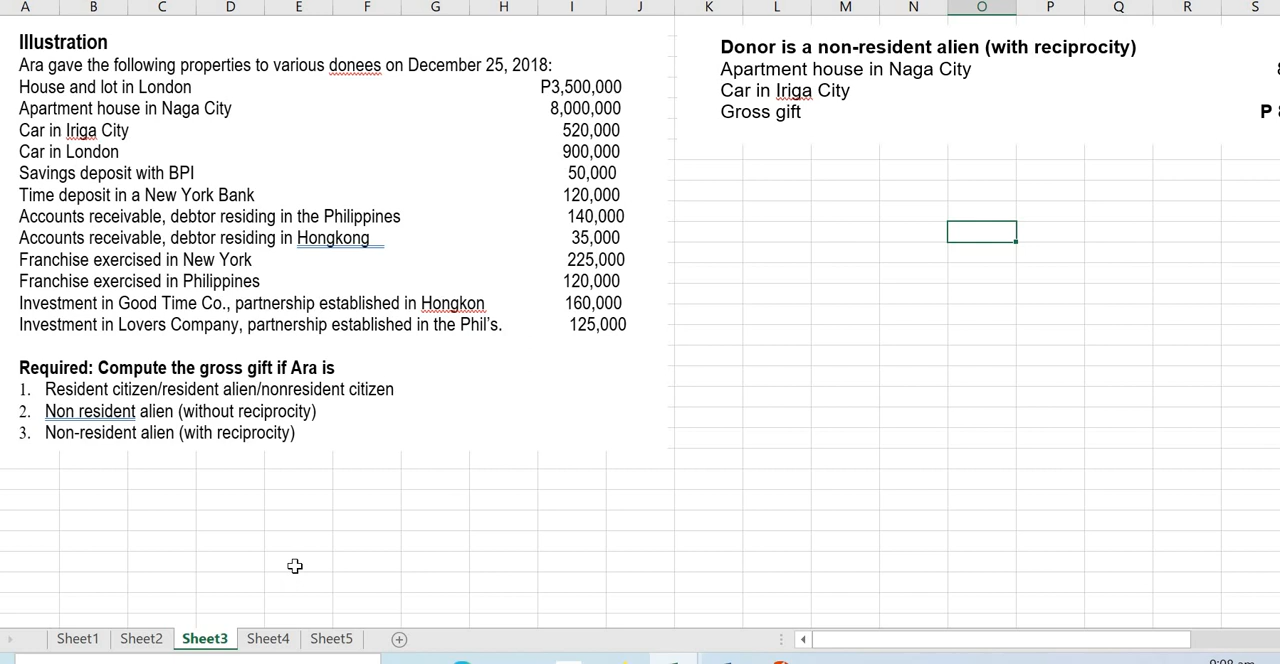 A B C D E F G H I J K L M N O P Q R S
Illustration
Ara gave the following properties to various donees on December 25, 2018:
House and lot in London P3,500,000
Apartment house in Naga City 8,000,000
Car in Iriga City 520,000
Car in London 900,000
Savings deposit with BPI 50,000
Time deposit in a New York Bank 120,000
Accounts receivable, debtor residing in the Philippines 140,000
Accounts receivable, debtor residing in Hongkong 35,000
Franchise exercised in New York 225,000
Franchise exercised in Philippines 120,000
Investment in Good Time Co., partnership established in Hongkon 160,000
Investment in Lovers Company, partnership established in the Phil's. 125,000
Required: Compute the gross gift if Ara is
1. Resident citizen/resident alien/nonresident citizen
2. Non resident alien (without reciprocity)
3. Non-resident alien (with reciprocity)
Donor is a non-resident alien (with reciprocity)
Apartment house in Naga City
Car in Iriga City
Gross gift P
Sheet1 Sheet2 Sheet3 Sheet4 Sheet5